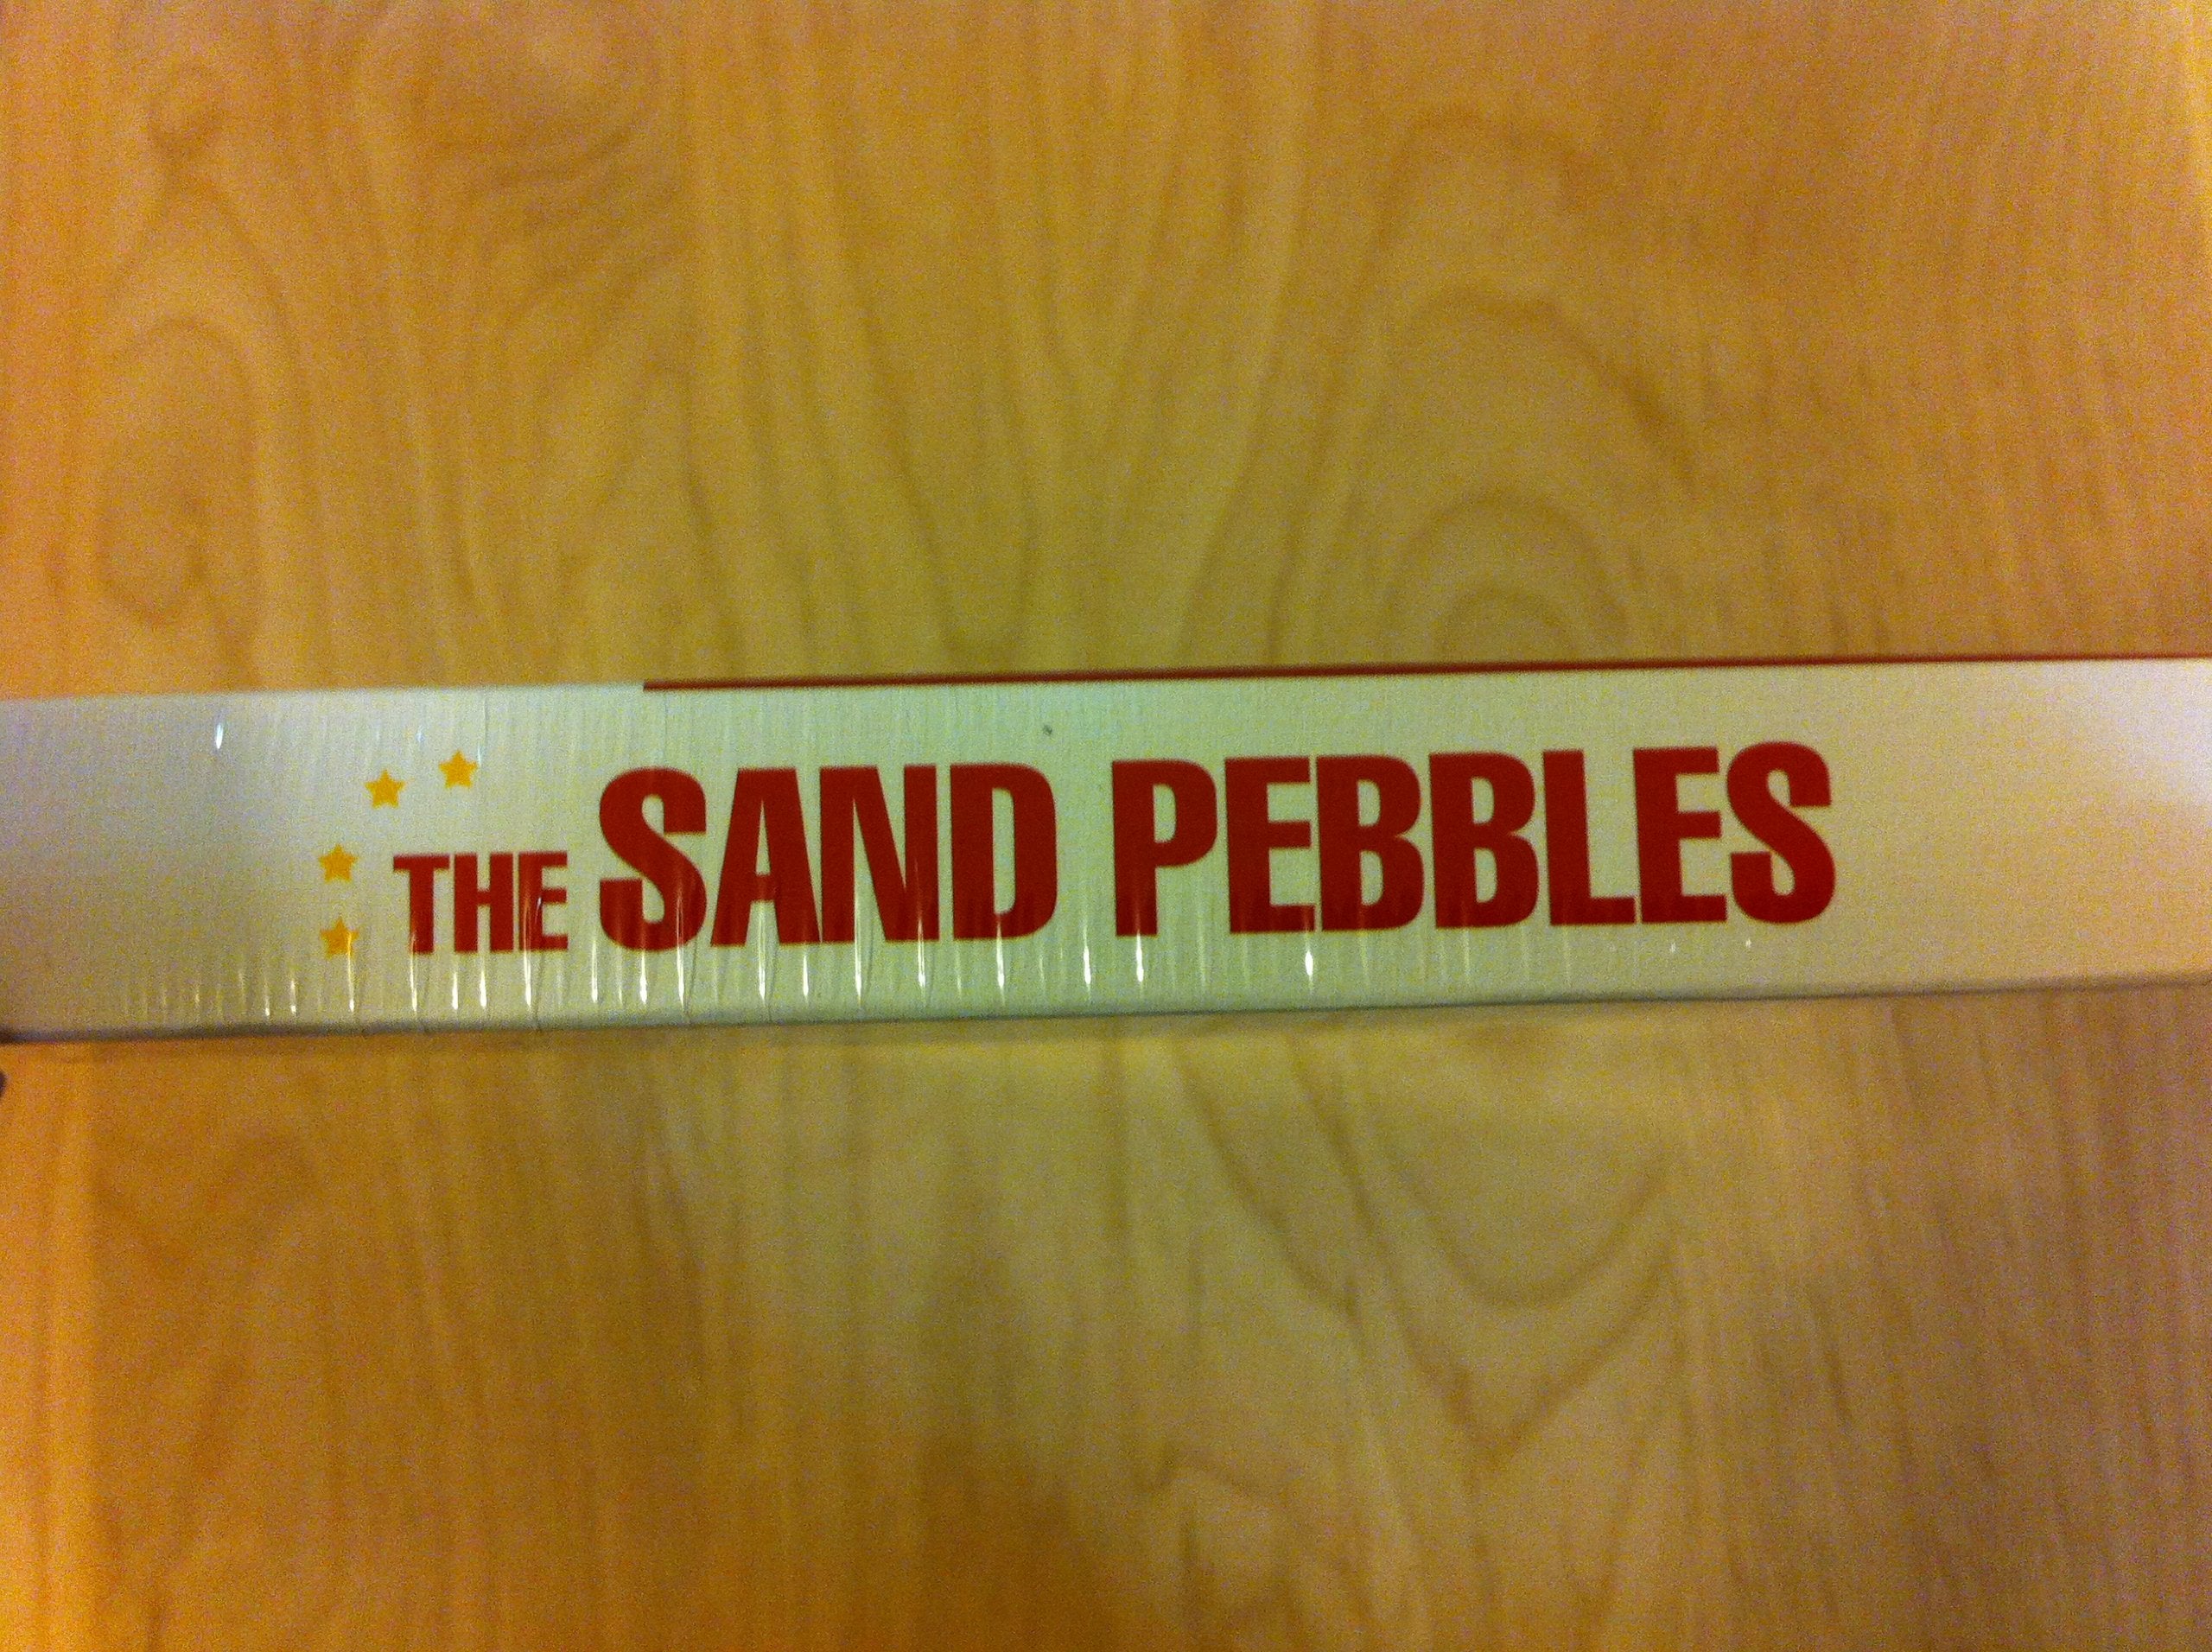 THE SAND PEBBLES